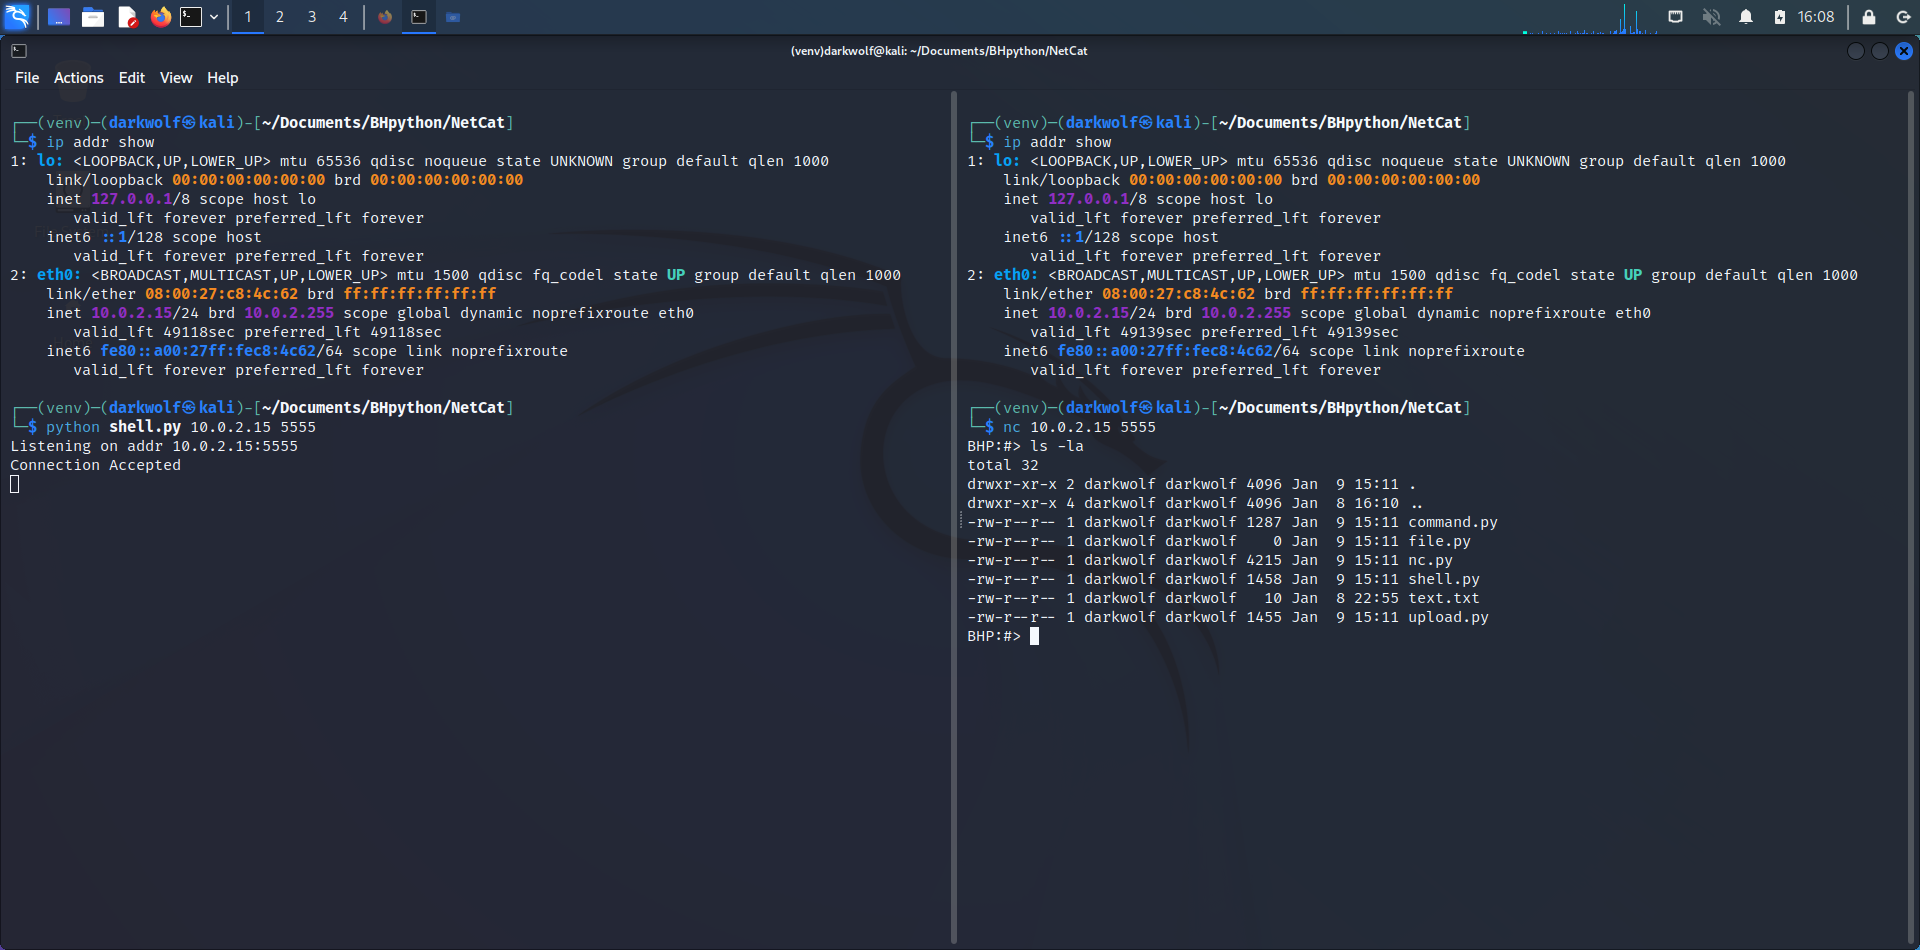 1 2 3 4
16:08
(venv)darkwolf@kali: ~/Documents/BHpython/NetCat
File Actions Edit View Help
┌──(venv)─(darkwolf㉿kali)-[~/Documents/BHpython/NetCat]
└─$ ip addr show
1: lo: <LOOPBACK,UP,LOWER_UP> mtu 65536 qdisc noqueue state UNKNOWN group default qlen 1000
    link/loopback 00:00:00:00:00:00 brd 00:00:00:00:00:00
    inet 127.0.0.1/8 scope host lo
       valid_lft forever preferred_lft forever
    inet6 ::1/128 scope host
       valid_lft forever preferred_lft forever
2: eth0: <BROADCAST,MULTICAST,UP,LOWER_UP> mtu 1500 qdisc fq_codel state UP group default qlen 1000
    link/ether 08:00:27:c8:4c:62 brd ff:ff:ff:ff:ff:ff
    inet 10.0.2.15/24 brd 10.0.2.255 scope global dynamic noprefixroute eth0
       valid_lft 49118sec preferred_lft 49118sec
    inet6 fe80::a00:27ff:fec8:4c62/64 scope link noprefixroute
       valid_lft forever preferred_lft forever
┌──(venv)─(darkwolf㉿kali)-[~/Documents/BHpython/NetCat]
└─$ python shell.py 10.0.2.15 5555
Listening on addr 10.0.2.15:5555
Connection Accepted
┌──(venv)─(darkwolf㉿kali)-[~/Documents/BHpython/NetCat]
└─$ ip addr show
1: lo: <LOOPBACK,UP,LOWER_UP> mtu 65536 qdisc noqueue state UNKNOWN group default qlen 1000
    link/loopback 00:00:00:00:00:00 brd 00:00:00:00:00:00
    inet 127.0.0.1/8 scope host lo
       valid_lft forever preferred_lft forever
    inet6 ::1/128 scope host
       valid_lft forever preferred_lft forever
2: eth0: <BROADCAST,MULTICAST,UP,LOWER_UP> mtu 1500 qdisc fq_codel state UP group default qlen 1000
    link/ether 08:00:27:c8:4c:62 brd ff:ff:ff:ff:ff:ff
    inet 10.0.2.15/24 brd 10.0.2.255 scope global dynamic noprefixroute eth0
       valid_lft 49139sec preferred_lft 49139sec
    inet6 fe80::a00:27ff:fec8:4c62/64 scope link noprefixroute
       valid_lft forever preferred_lft forever
┌──(venv)─(darkwolf㉿kali)-[~/Documents/BHpython/NetCat]
└─$ nc 10.0.2.15 5555
BHP:#> ls -la
total 32
drwxr-xr-x 2 darkwolf darkwolf 4096 Jan  9 15:11 .
drwxr-xr-x 4 darkwolf darkwolf 4096 Jan  8 16:10 ..
-rw-r--r-- 1 darkwolf darkwolf 1287 Jan  9 15:11 command.py
-rw-r--r-- 1 darkwolf darkwolf    0 Jan  9 15:11 file.py
-rw-r--r-- 1 darkwolf darkwolf 4215 Jan  9 15:11 nc.py
-rw-r--r-- 1 darkwolf darkwolf 1458 Jan  9 15:11 shell.py
-rw-r--r-- 1 darkwolf darkwolf   10 Jan  8 22:55 text.txt
-rw-r--r-- 1 darkwolf darkwolf 1455 Jan  9 15:11 upload.py
BHP:#>